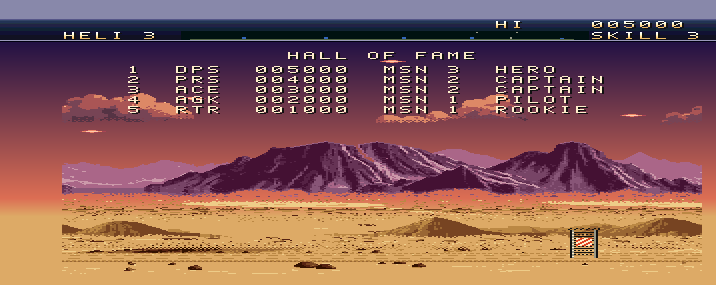 HI 005000
HELI 3 SKILL 3
HALL OF FAME
1 DPS 005000 MSN 3 HERO
2 PRS 004000 MSN 2 CAPTAIN
3 ACE 003000 MSN 2 CAPTAIN
4 AGK 002000 MSN 1 PILOT
5 RTR 001000 MSN 1 ROOKIE